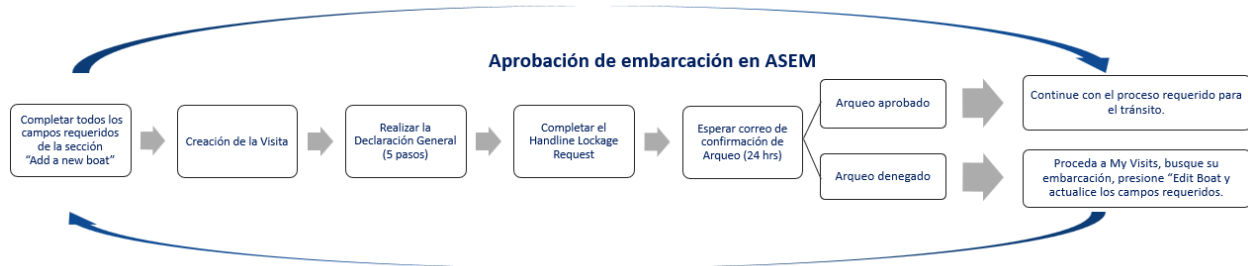 Aprobación de embarcación en ASEM
Completar todos los
campos requeridos
de la sección
“Add a new boat”
Creación de la Visita
Realizar la
Declaración General
(5 pasos)
Completar el
Handline Lockage
Request
Esperar correo de
confirmación de
Arqueo (24 hrs)
Arqueo aprobado
Continue con el proceso requerido para
el tránsito.
Arqueo denegado
Proceda a My Visits, busque su
embarcación, presione “Edit Boat y
actualice los campos requeridos.